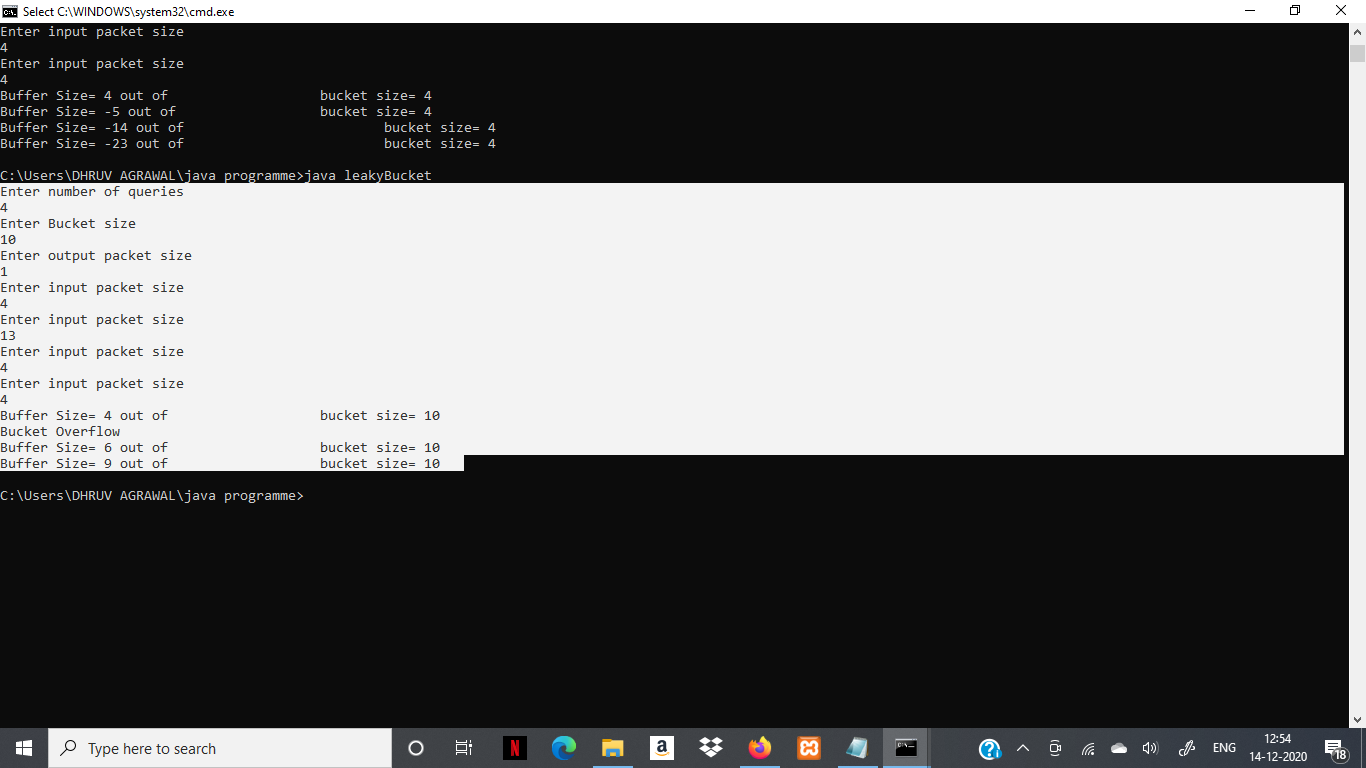 Select C:\WINDOWS\system32\cmd.exe
Enter input packet size
4
Enter input packet size
4
Buffer Size= 4 out of bucket size= 4
Buffer Size= -5 out of bucket size= 4
Buffer Size= -14 out of bucket size= 4
Buffer Size= -23 out of bucket size= 4
C:\Users\DHRUV AGRAWAL\java programme>java leakyBucket
Enter number of queries
4
Enter Bucket size
10
Enter output packet size
1
Enter input packet size
4
Enter input packet size
13
Enter input packet size
4
Enter input packet size
4
Buffer Size= 4 out of bucket size= 10
Bucket Overflow
Buffer Size= 6 out of bucket size= 10
Buffer Size= 9 out of bucket size= 10
C:\Users\DHRUV AGRAWAL\java programme>
Type here to search
ENG
12:54
14-12-2020
18